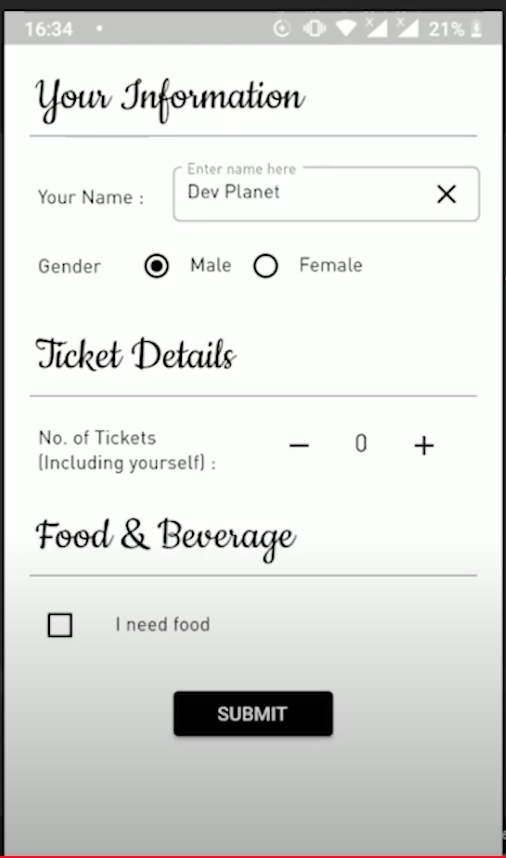 16:34
21%
Your Information
Enter name here
Your Name :
Dev Planet
Gender
Male
Female
Ticket Details
No. of Tickets
(Including yourself) :
0
Food & Beverage
I need food
SUBMIT